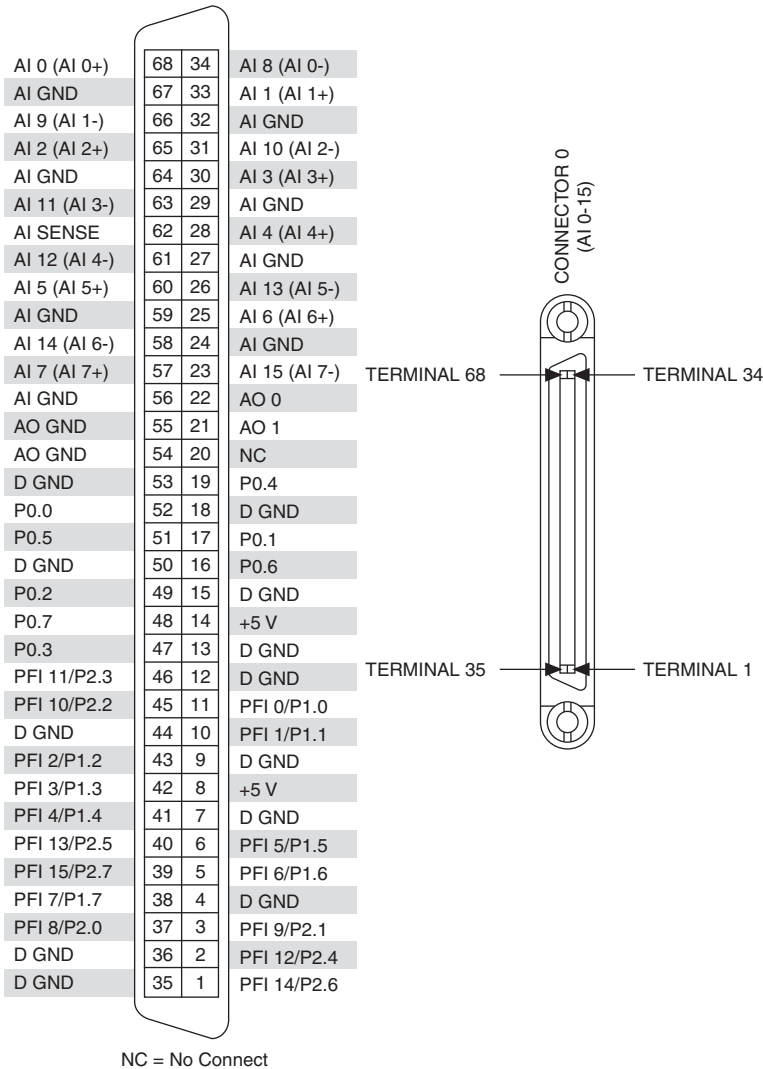 AI 0 (AI 0+) 68 34 AI 8 (AI 0-)
AI GND 67 33 AI 1 (AI 1+)
AI 9 (AI 1-) 66 32 AI GND
AI 2 (AI 2+) 65 31 AI 10 (AI 2-)
AI GND 64 30 AI 3 (AI 3+)
AI 11 (AI 3-) 63 29 AI GND
AI SENSE 62 28 AI 4 (AI 4+)
AI 12 (AI 4-) 61 27 AI GND
AI 5 (AI 5+) 60 26 AI 13 (AI 5-)
AI GND 59 25 AI 6 (AI 6+)
AI 14 (AI 6-) 58 24 AI GND
AI 7 (AI 7+) 57 23 AI 15 (AI 7-)
AI GND 56 22 AO 0
AO GND 55 21 AO 1
AO GND 54 20 NC
D GND 53 19 P0.4
P0.0 52 18 D GND
P0.5 51 17 P0.1
D GND 50 16 P0.6
P0.2 49 15 D GND
P0.7 48 14 +5 V
P0.3 47 13 D GND
PFI 11/P2.3 46 12 D GND
PFI 10/P2.2 45 11 PFI 0/P1.0
D GND 44 10 PFI 1/P1.1
PFI 2/P1.2 43 9 D GND
PFI 3/P1.3 42 8 +5 V
PFI 4/P1.4 41 7 D GND
PFI 13/P2.5 40 6 PFI 5/P1.5
PFI 15/P2.7 39 5 PFI 6/P1.6
PFI 7/P1.7 38 4 D GND
PFI 8/P2.0 37 3 PFI 9/P2.1
D GND 36 2 PFI 12/P2.4
D GND 35 1 PFI 14/P2.6
NC = No Connect
CONNECTOR 0
(AI 0-15)
TERMINAL 68 TERMINAL 34
TERMINAL 35 TERMINAL 1